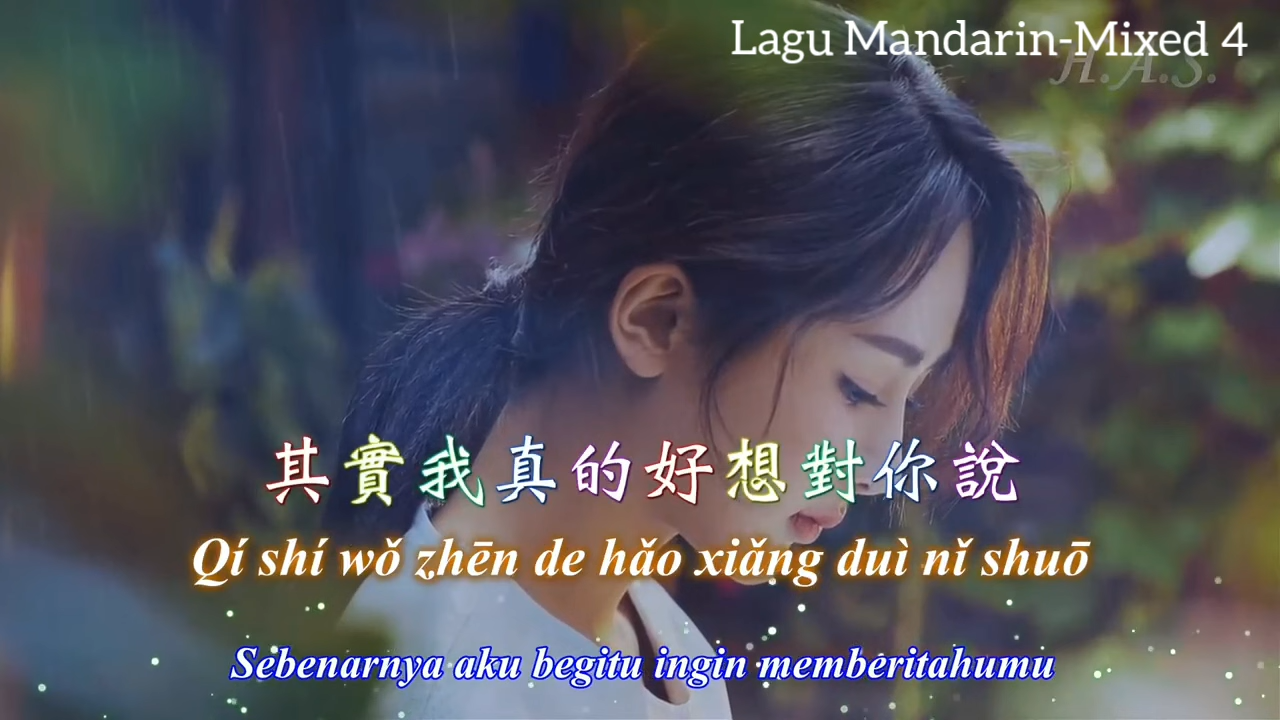 Lagu Mandarin-Mixed 4
H.A.S.
其實我真的好想對你說
Qí shí wǒ zhēn de hǎo xiǎng duì nǐ shuō
Sebenarnya aku begitu ingin memberitahumu